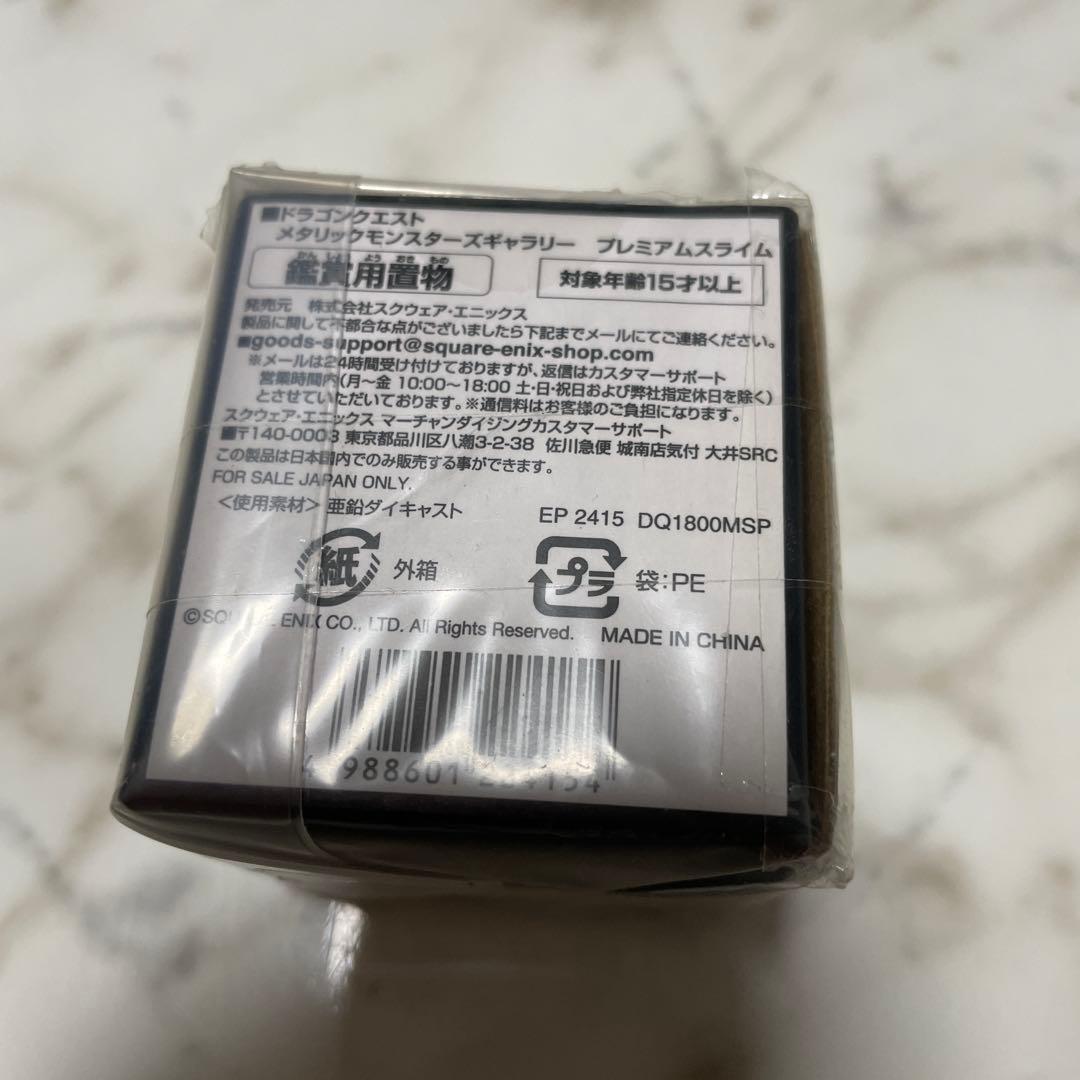 ■ドラゴンクエスト
メタリックモンスターズギャラリー プレミアムスライム
かんしょうようおきもの
鑑賞用置物
対象年齢15才以上
発売元 株式会社スクウェア・エニックス
製品に関して不都合な点がございましたら下記までメールにてご連絡ください。
■goods-support@square-enix-shop.com
※メールは24時間受け付けておりますが、返信はカスタマーサポート
営業時間内(月〜金 10:00〜18:00 土・日・祝日および弊社指定休日を除く)
とさせていただいております。※通信料はお客様のご負担になります。
スクウェア・エニックス マーチャンダイジングカスタマーサポート
■〒140-0003 東京都品川区八潮3-2-38 佐川急便 城南店気付 大井SRC
この製品は日本国内でのみ販売する事ができます。
FOR SALE JAPAN ONLY.
<使用素材> 亜鉛ダイキャスト
EP 2415 DQ1800MSP
紙 外箱
プラ 袋:PE
© ENIX CO., LTD. All Rights Reserved. MADE IN CHINA
4 988601